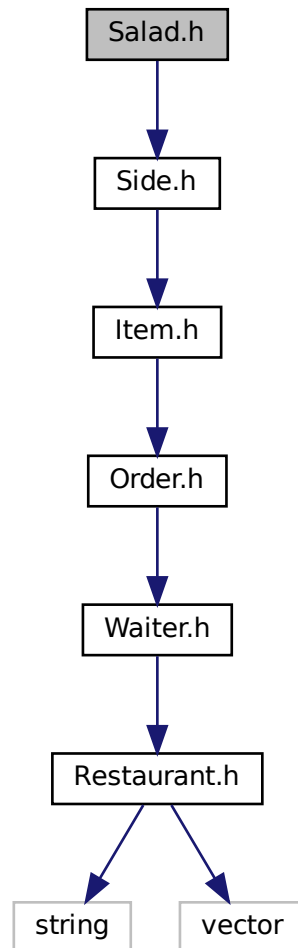 Salad.h
Side.h
Item.h
Order.h
Waiter.h
Restaurant.h
string
vector